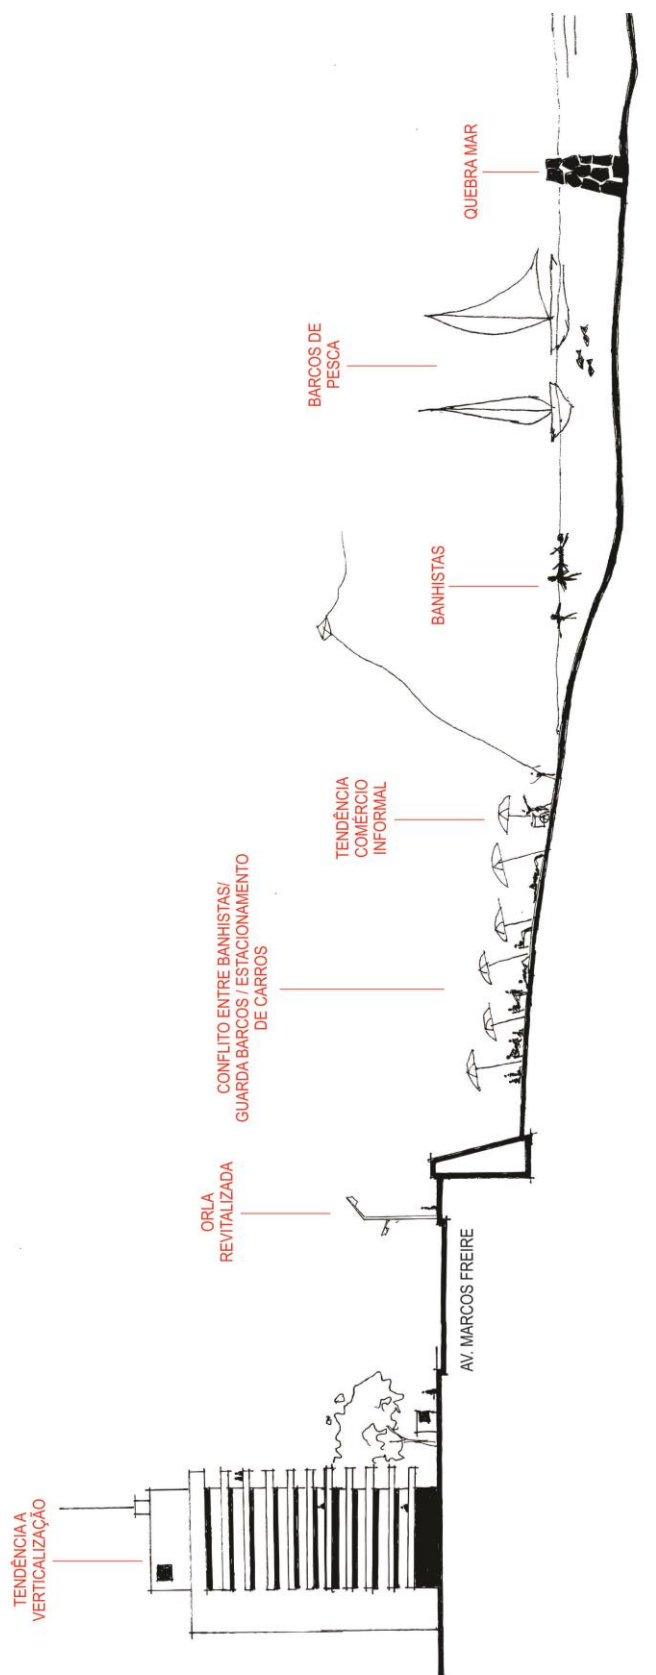 TENDÊNCIA A
VERTICALIZAÇÃO
AV. MARCOS FREIRE
ORLA
REVITALIZADA
CONFLITO ENTRE BANHISTAS/
GUARDA BARCOS / ESTACIONAMENTO
DE CARROS
TENDÊNCIA
COMÉRCIO
INFORMAL
BANHISTAS
BARCOS DE
PESCA
QUEBRA MAR